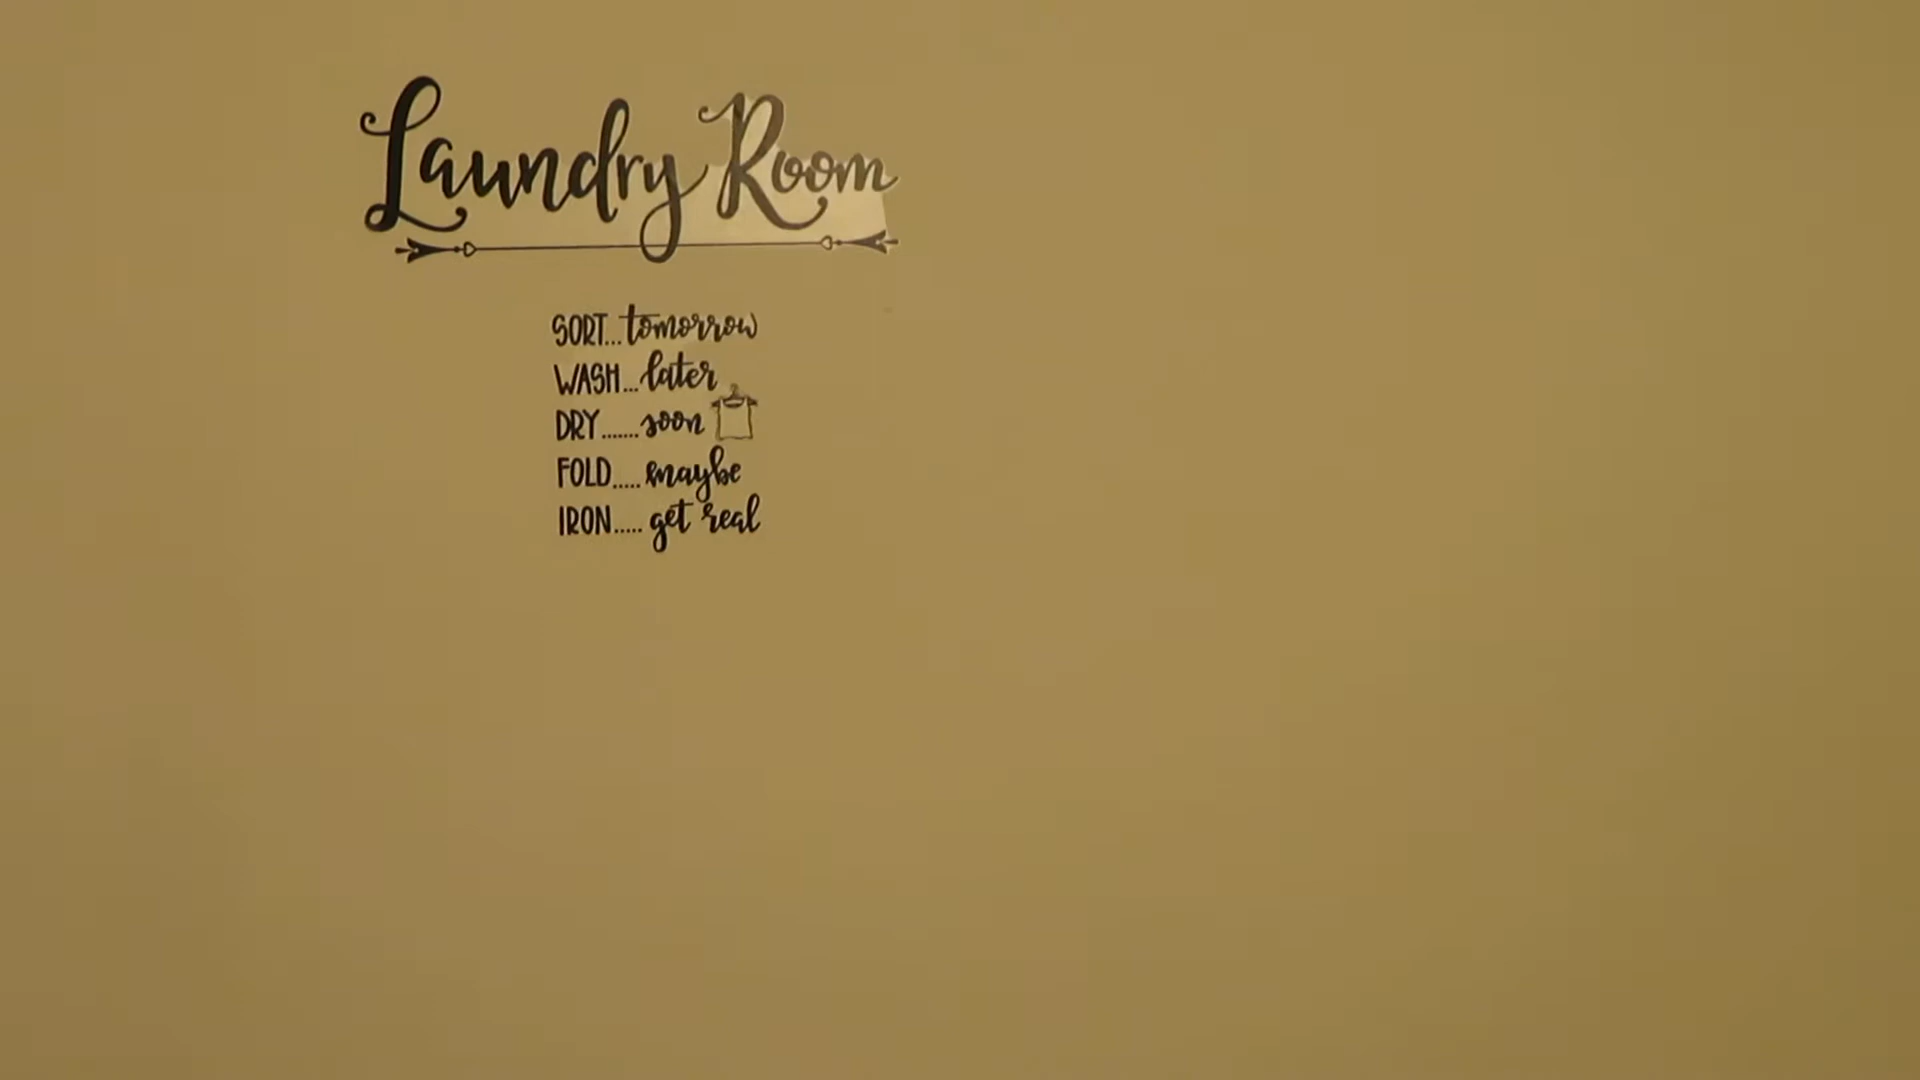 Laundry Room
SORT...tomorrow
WASH...later
DRY.......soon
FOLD.....maybe
IRON.....get real